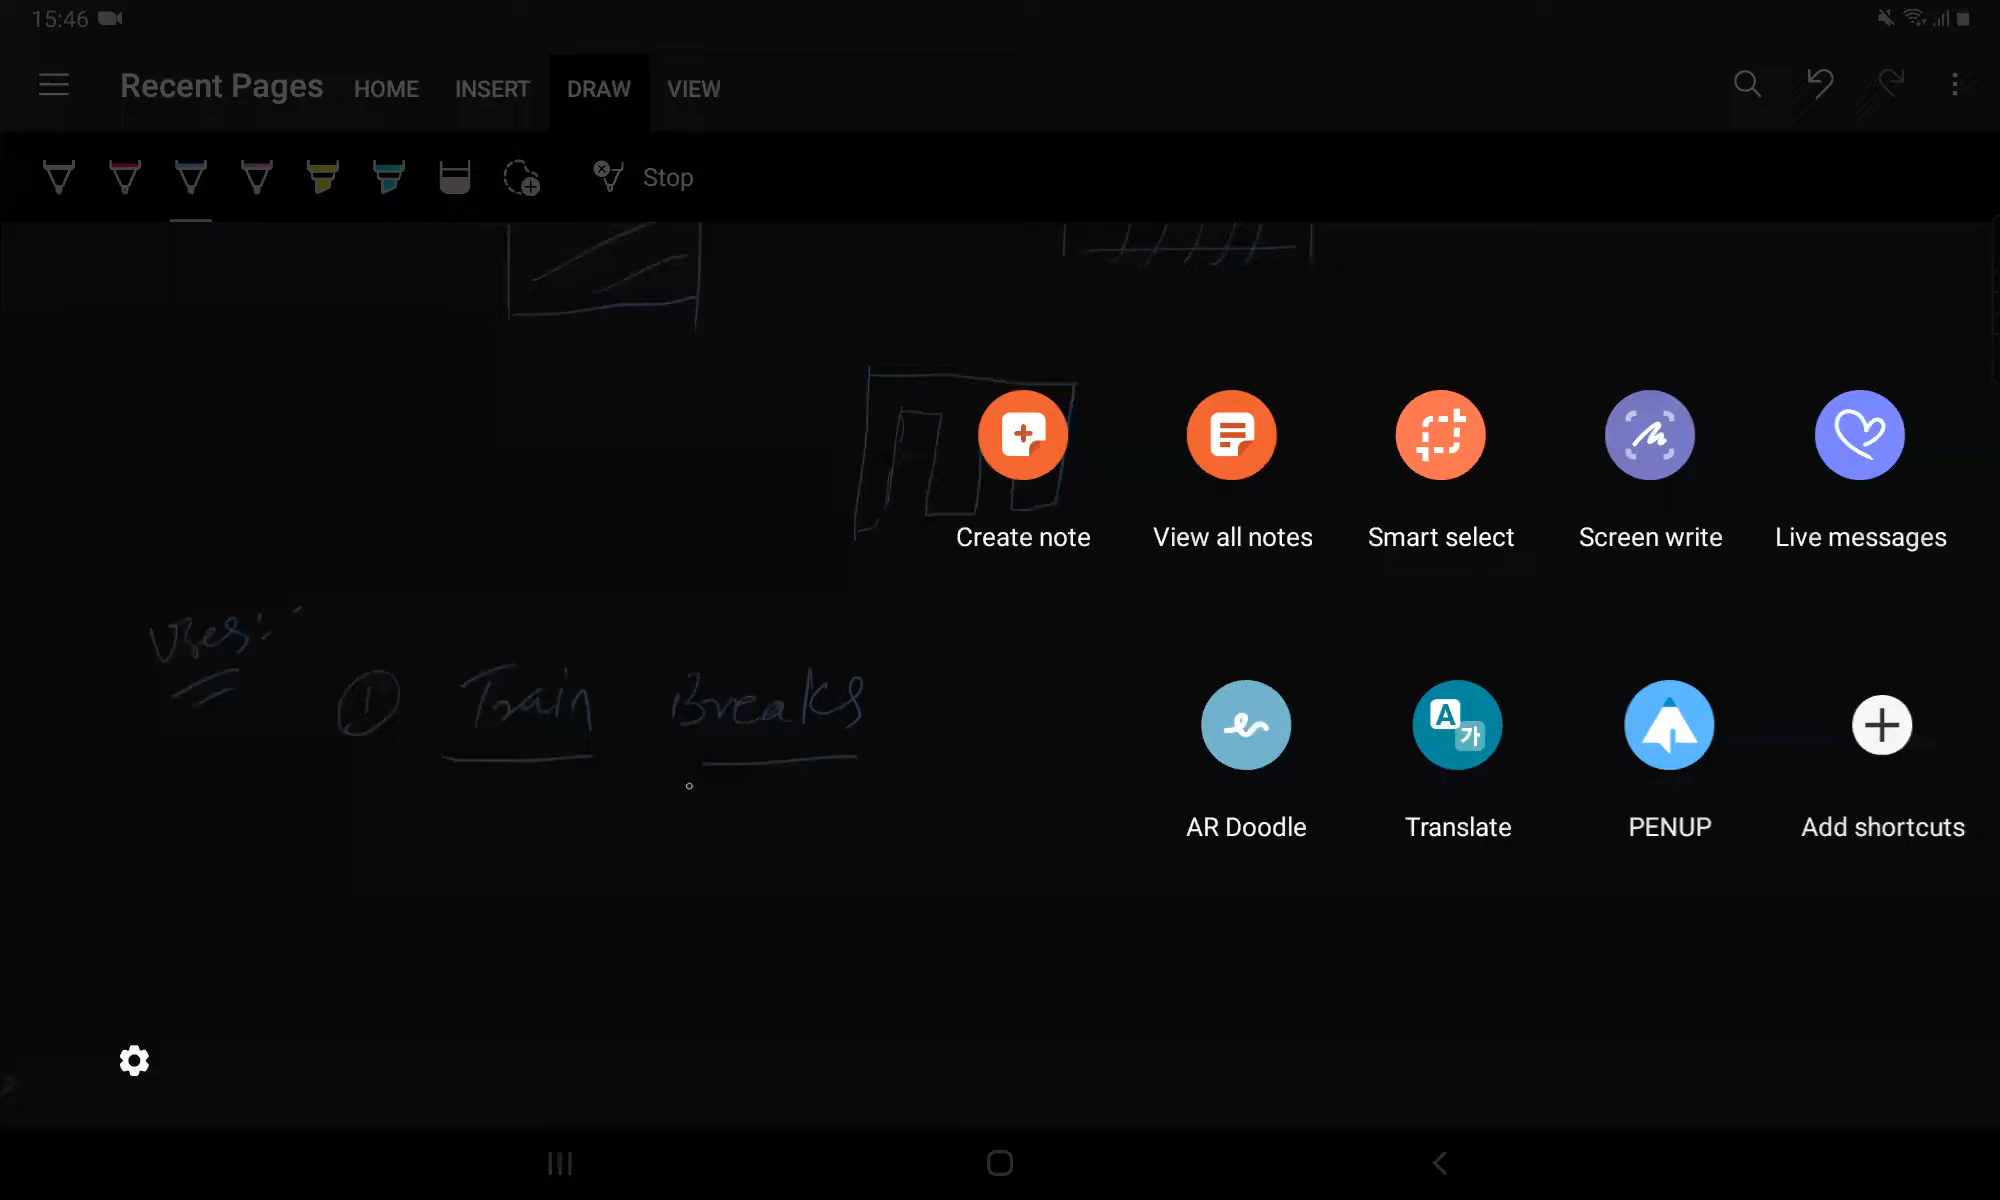 15:46
Recent Pages HOME INSERT DRAW VIEW
Stop
Create note View all notes Smart select Screen write Live messages
Uses:-
① Train Breaks
A 가
AR Doodle Translate PENUP Add shortcuts